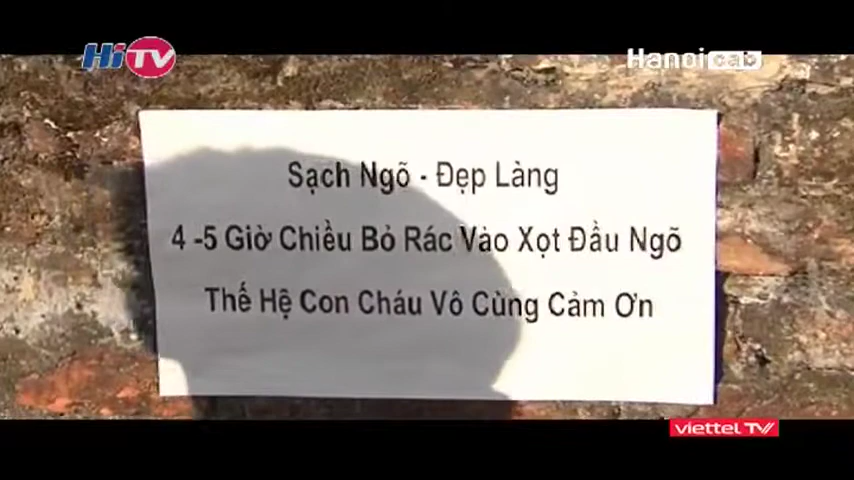 HiTV
Hanoicab
Sạch Ngõ - Đẹp Làng
4 -5 Giờ Chiều Bỏ Rác Vào Xọt Đầu Ngõ
Thế Hệ Con Cháu Vô Cùng Cảm Ơn
viettel TV